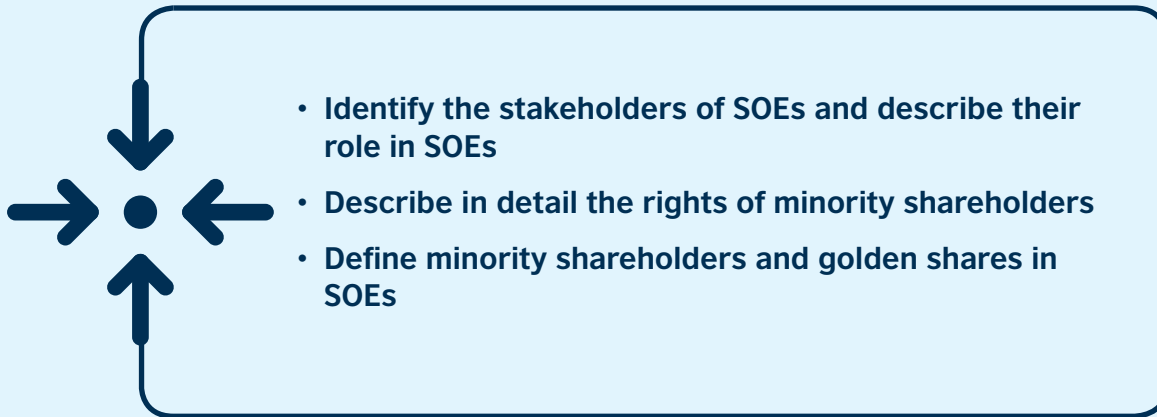 • Identify the stakeholders of SOEs and describe their
role in SOEs
• Describe in detail the rights of minority shareholders
• Define minority shareholders and golden shares in
SOEs